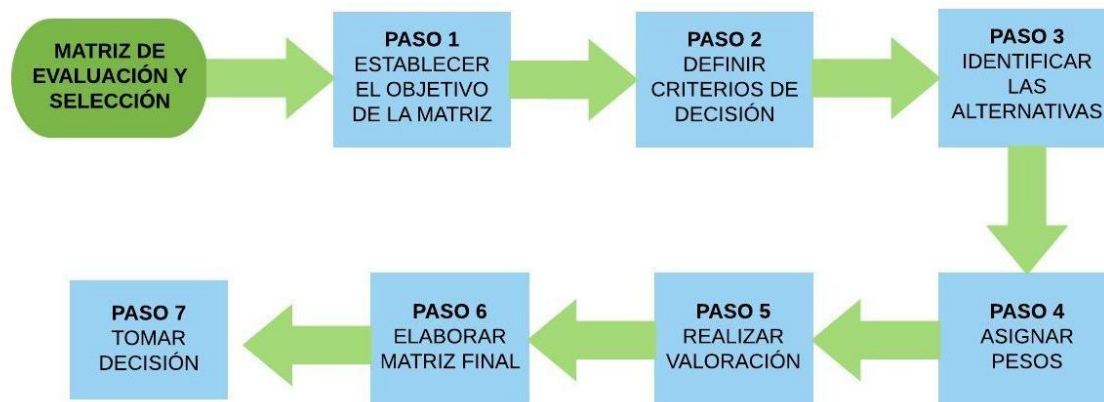 MATRIZ DE
EVALUACIÓN Y
SELECCIÓN
PASO 1
ESTABLECER
EL OBJETIVO
DE LA MATRIZ
PASO 2
DEFINIR
CRITERIOS DE
DECISIÓN
PASO 3
IDENTIFICAR
LAS
ALTERNATIVAS
PASO 4
ASIGNAR
PESOS
PASO 5
REALIZAR
VALORACIÓN
PASO 6
ELABORAR
MATRIZ FINAL
PASO 7
TOMAR
DECISIÓN